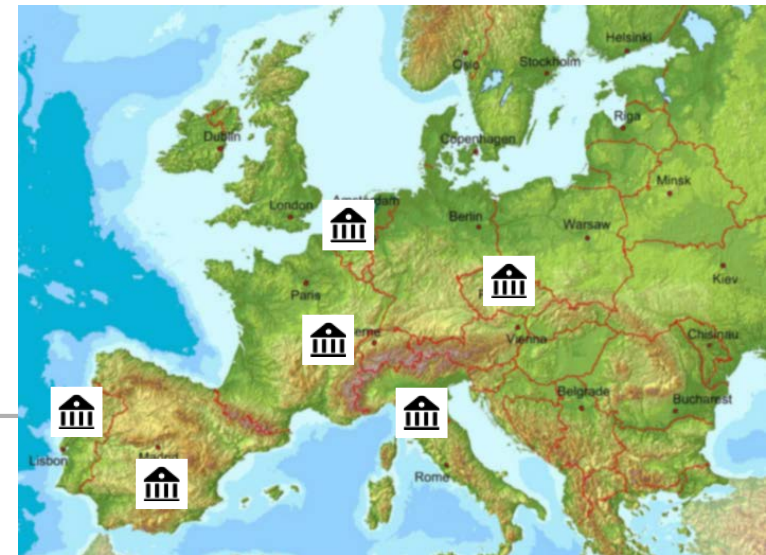 Helsinki
Oslo
Stockholm
Riga
Dublin
Copenhagen
Minsk
London
Berlin
Warsaw
Kiev
Paris
Vienna
Chisinau
Belgrade
Bucharest
Lisbon
Rome